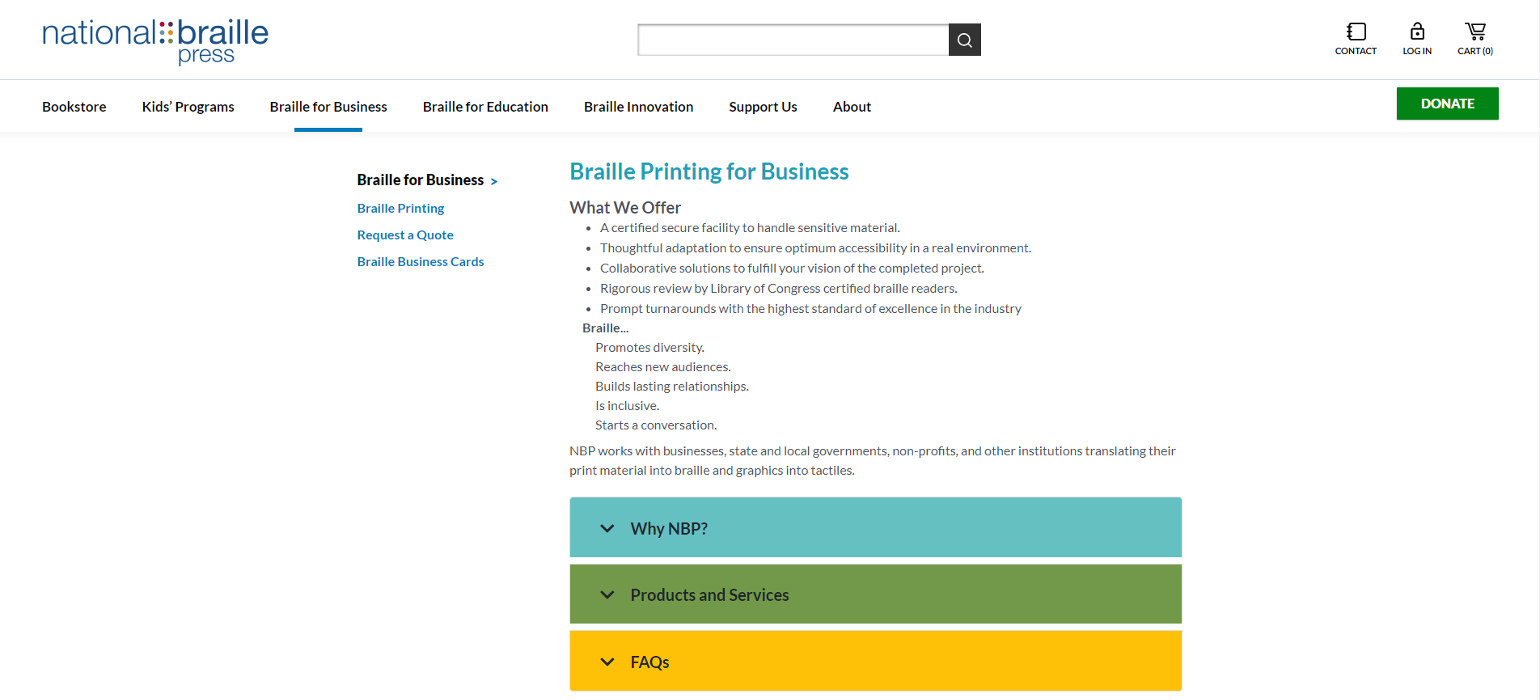 national braille
press
CONTACT
LOG IN
CART (0)
Bookstore
Kids' Programs
Braille for Business
Braille for Education
Braille Innovation
Support Us
About
DONATE
Braille for Business >
Braille Printing
Request a Quote
Braille Business Cards
Braille Printing for Business
What We Offer
A certified secure facility to handle sensitive material.
Thoughtful adaptation to ensure optimum accessibility in a real environment.
Collaborative solutions to fulfill your vision of the completed project.
Rigorous review by Library of Congress certified braille readers.
Prompt turnarounds with the highest standard of excellence in the industry
Braille...
Promotes diversity.
Reaches new audiences.
Builds lasting relationships.
Is inclusive.
Starts a conversation.
NBP works with businesses, state and local governments, non-profits, and other institutions translating their
print material into braille and graphics into tactiles.
Why NBP?
Products and Services
FAQs